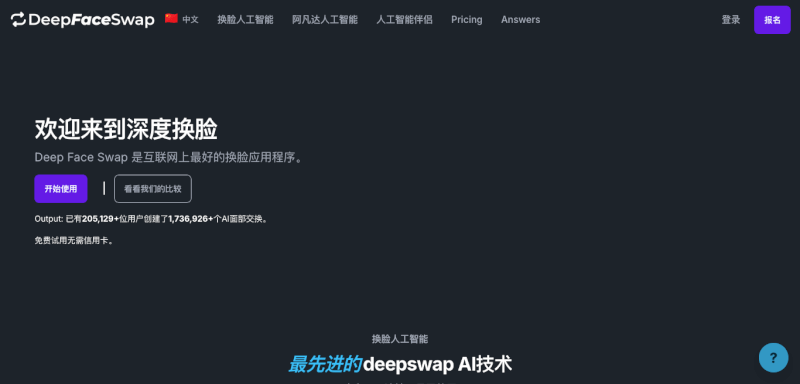 DeepFaceSwap 中文 换脸人工智能 阿凡达人工智能 人工智能伴侣 Pricing Answers 登录 报名
欢迎来到深度换脸
Deep Face Swap 是互联网上最好的换脸应用程序。
开始使用 | 看看我们的比较
Output: 已有205,129+位用户创建了1,736,926+个AI面部交换。
免费试用无需信用卡。
换脸人工智能
最先进的deepswap AI技术
?